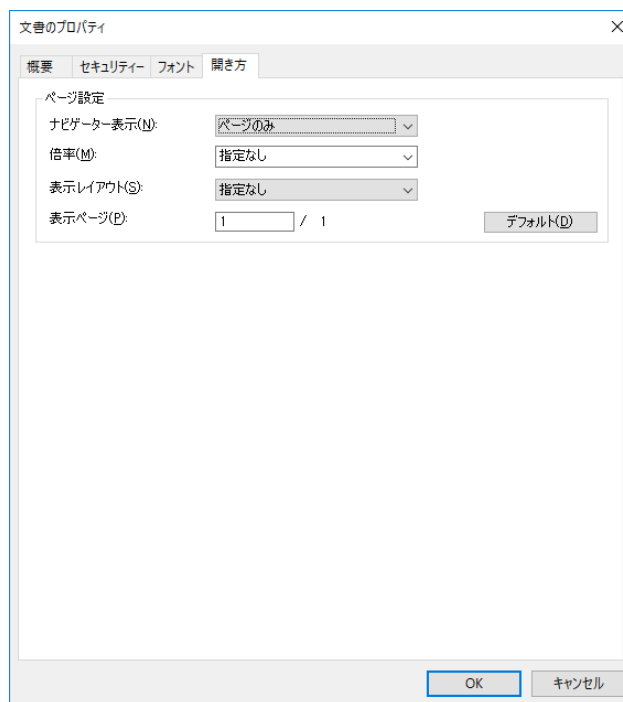 文書のプロパティ
概要 セキュリティー フォント 開き方
ページ設定
ナビゲーター表示(N): ページのみ
倍率(M): 指定なし
表示レイアウト(S): 指定なし
表示ページ(P): 1 / 1 デフォルト(D)
OK キャンセル